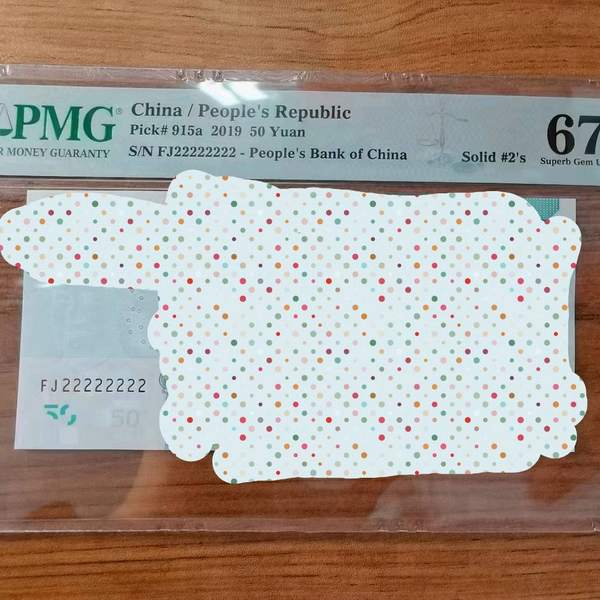 PMG®
China / People's Republic
Pick# 915a 2019 50 Yuan
S/N FJ22222222 - People's Bank of China
Solid #2's
67
Superb Gem
MONEY GUARANTY
FJ22222222
50
50